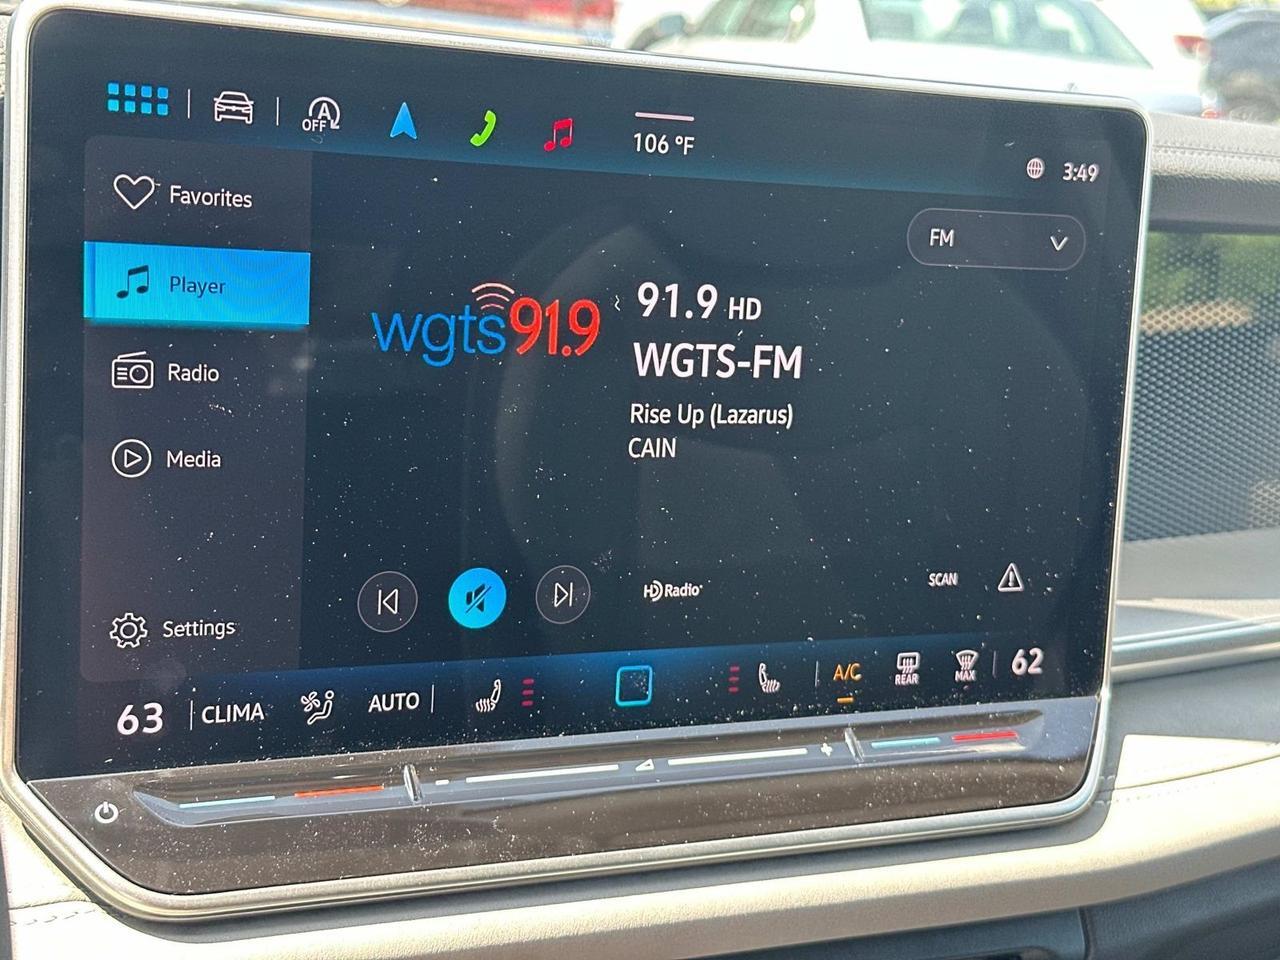 A
OFF
106 °F
3:49
Favorites
Player
Radio
Media
Settings
FM
wgts91.9
91.9 HD
WGTS-FM
Rise Up (Lazarus)
CAIN
HD Radio
SCAN
63
CLIMA
AUTO
A/C
REAR
MAX
62
- +